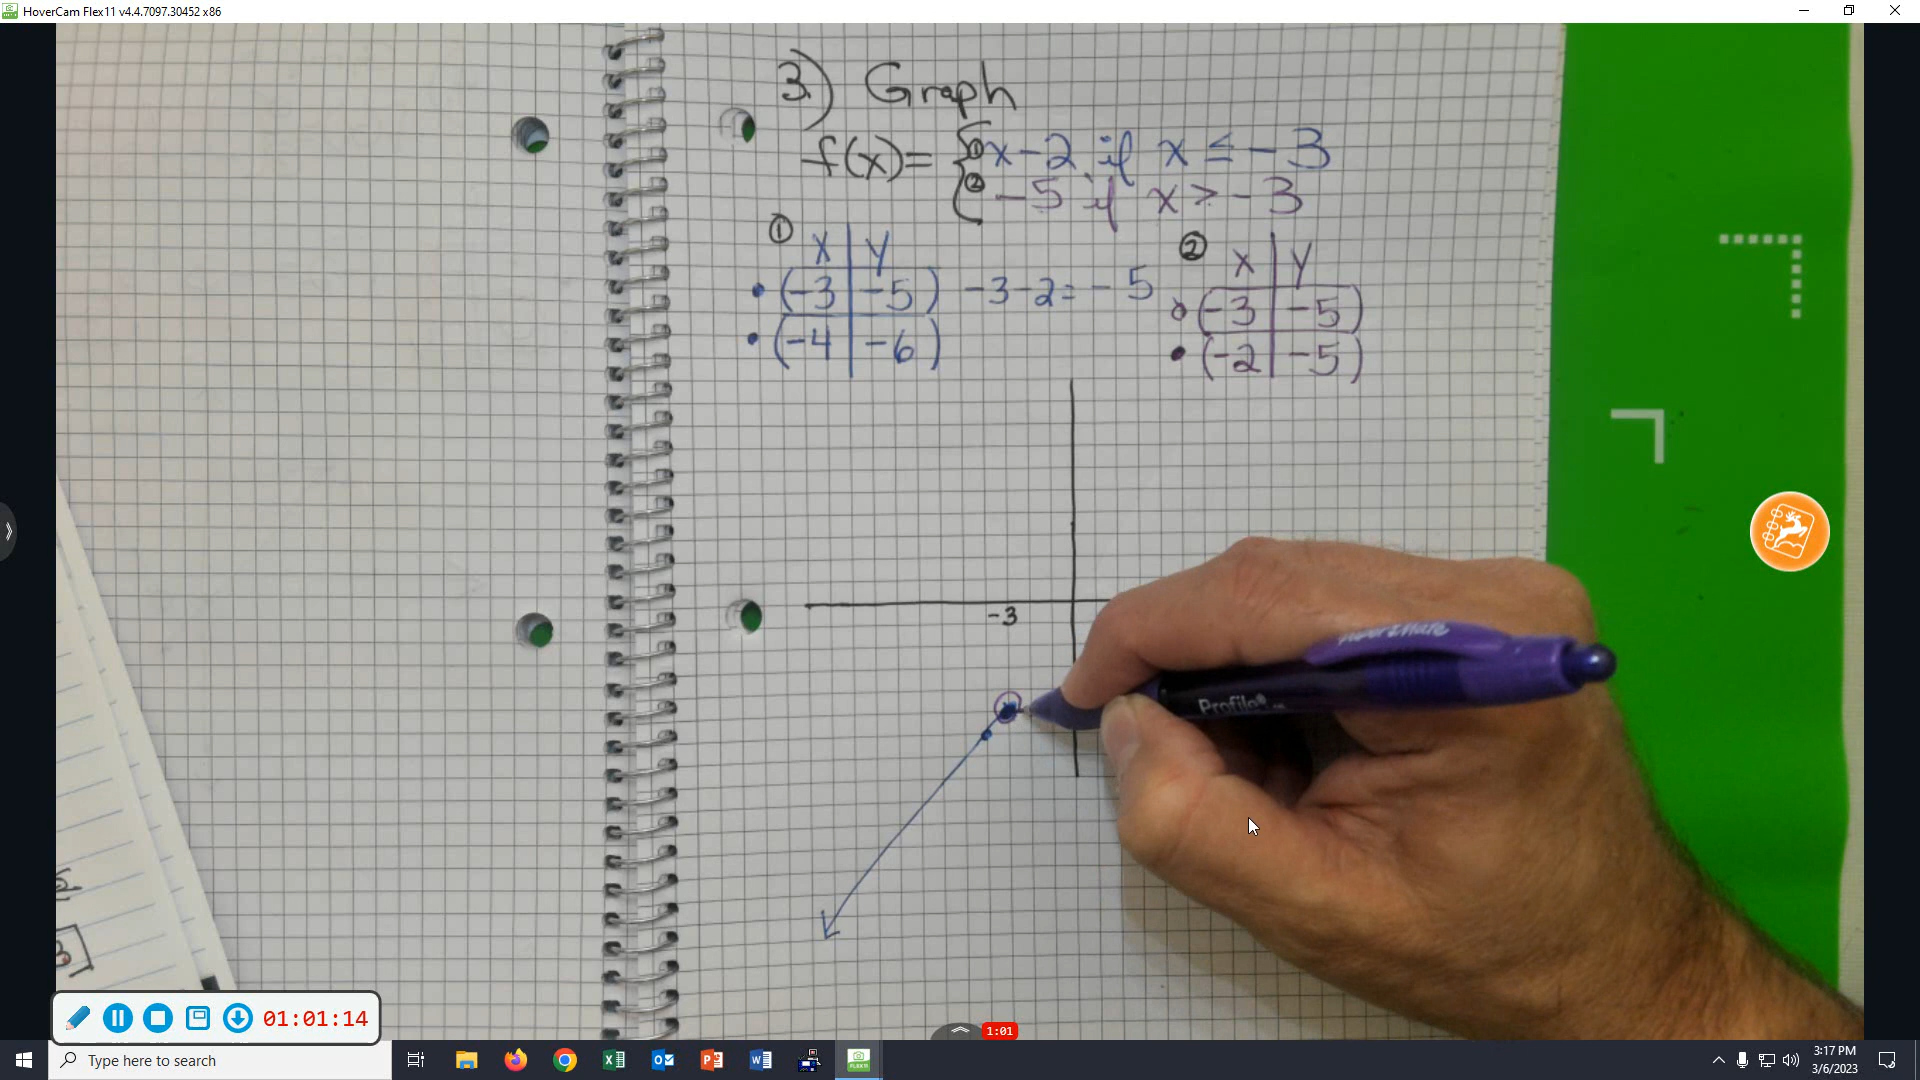 HoverCam Flex11 v4.4.7097.30452 x86
3.) Graph
f(x)= { ① x-2 if x ≤ -3
② -5 if x > -3
① x | y
• (-3 | -5) -3-2= -5
• (-4 | -6)
② x | y
o (-3 | -5)
• (-2 | -5)
-3
Profile
01:01:14
1:01
Type here to search
3:17 PM
3/6/2023